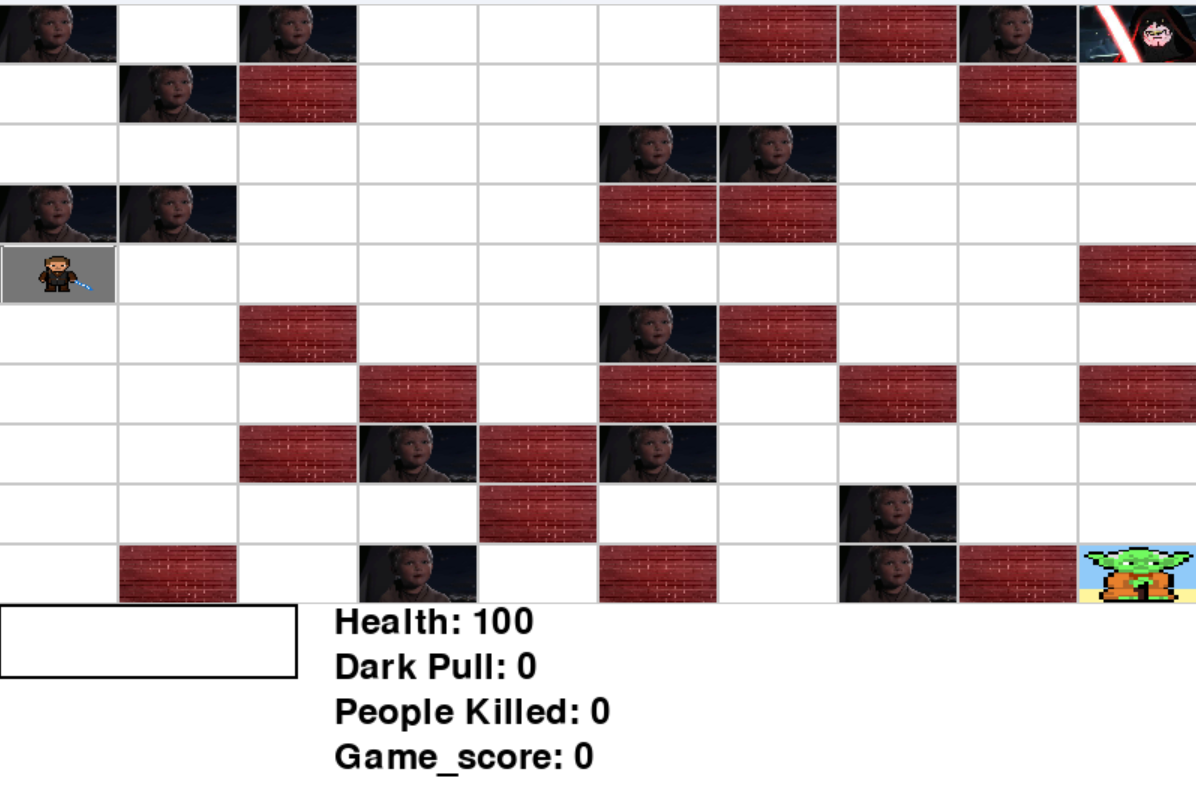 Health: 100
Dark Pull: 0
People Killed: 0
Game_score: 0